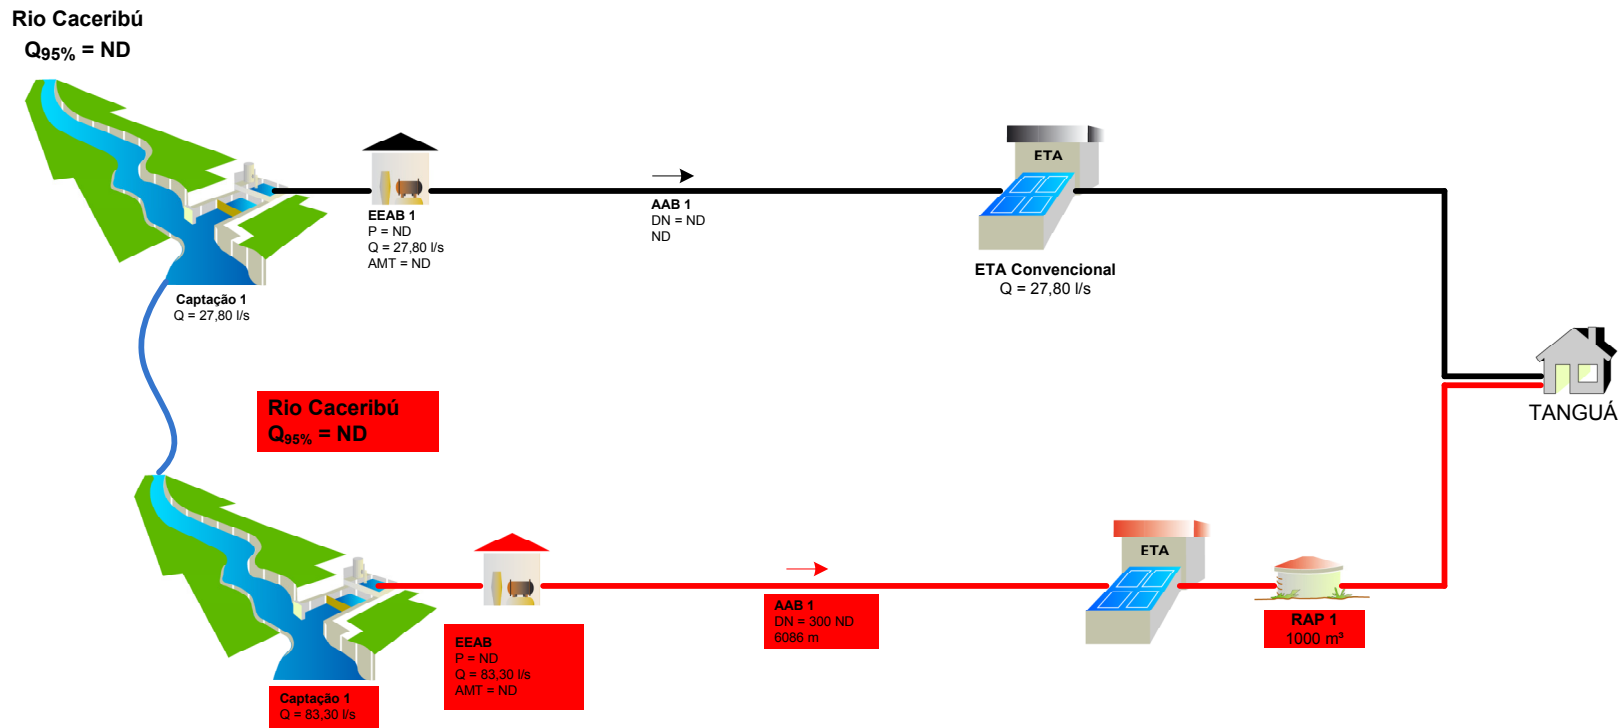 Rio Caceribú
Q95% = ND
EEAB 1
P = ND
Q = 27,80 l/s
AMT = ND
AAB 1
DN = ND
ND
ETA
ETA Convencional
Q = 27,80 l/s
Captação 1
Q = 27,80 l/s
Rio Caceribú
Q95% = ND
TANGUÁ
EEAB
P = ND
Q = 83,30 l/s
AMT = ND
AAB 1
DN = 300 ND
6086 m
ETA
RAP 1
1000 m³
Captação 1
Q = 83,30 l/s